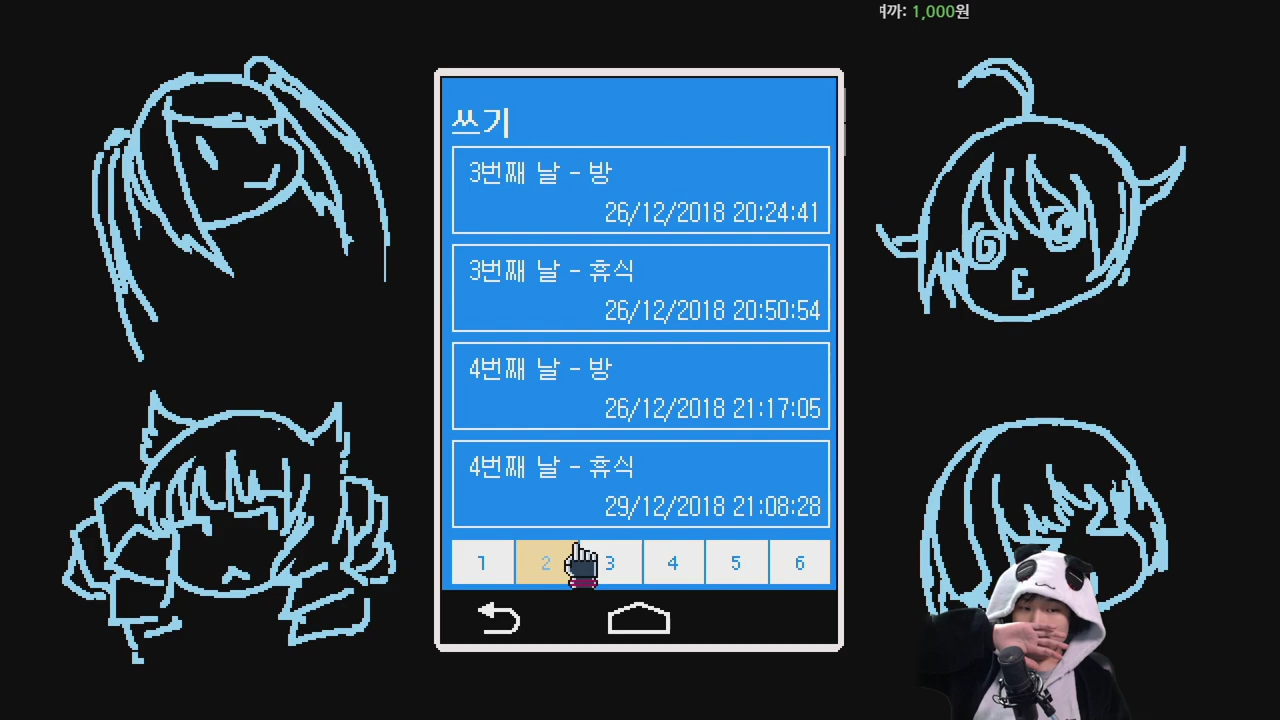 까: 1,000원
쓰기
3번째 날 - 방
26/12/2018 20:24:41
3번째 날 - 휴식
26/12/2018 20:50:54
4번째 날 - 방
26/12/2018 21:17:05
4번째 날 - 휴식
29/12/2018 21:08:28
1 2 3 4 5 6